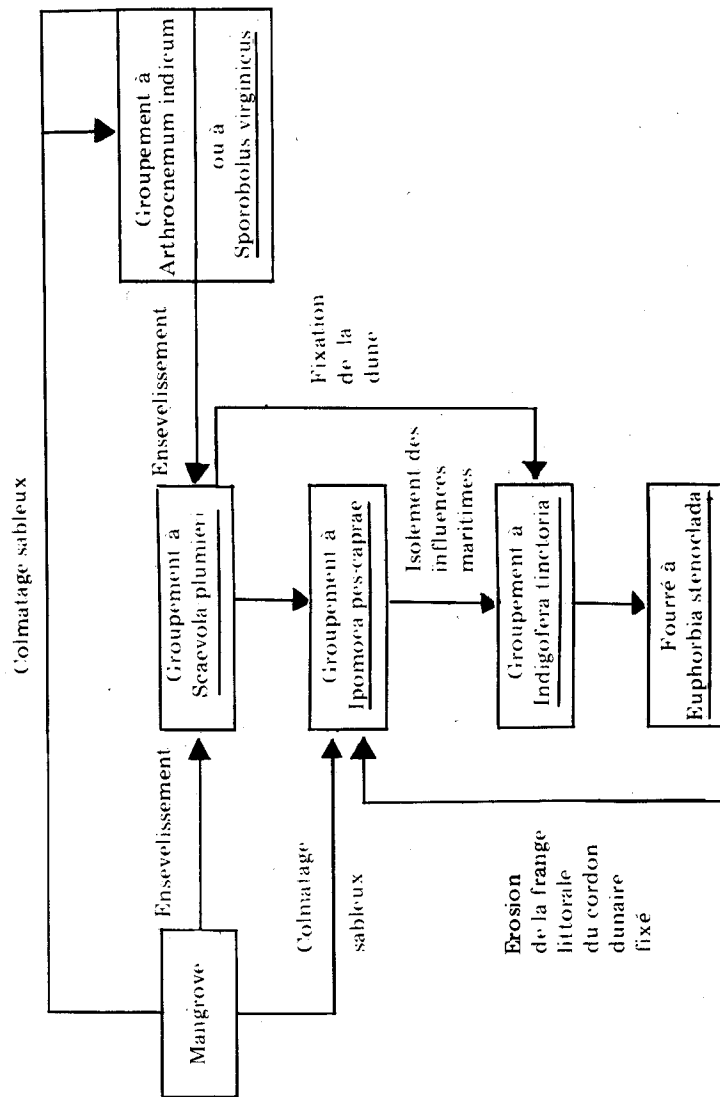 Colmatage sableux
Mangrove
Ensevelissement
Groupement à
Scaevola plumieri
Ensevelissement
Groupement à
Arthrocnemum indicum
ou à
Sporobolus virginicus
Colmatage
sableux
Groupement à
Ipomoea pes-caprae
Fixation
de la
dune
Isolement des
influences
maritimes
Erosion
de la frange
littorale
du cordon
dunaire
fixé
Groupement à
Indigofera tinctoria
Fourré à
Euphorbia stenoclada